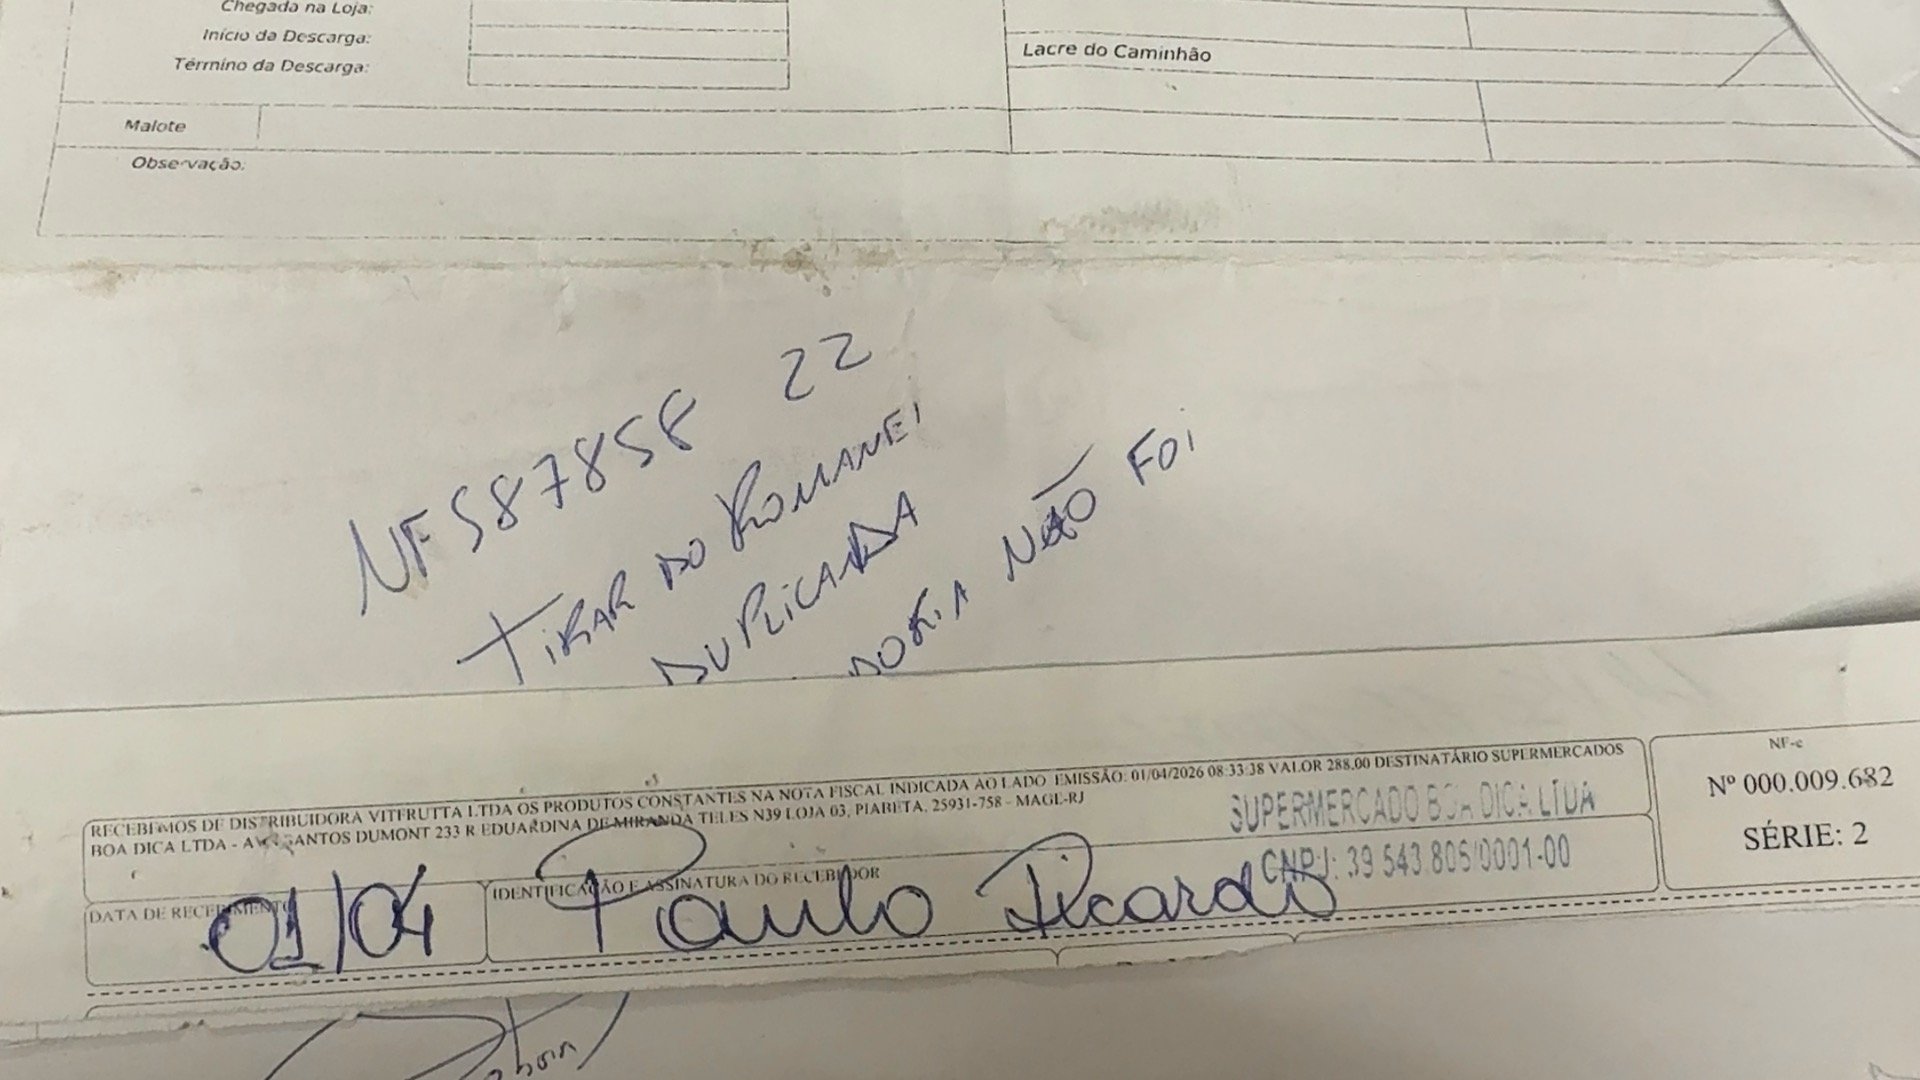 Chegada na Loja:
Início da Descarga:
Término da Descarga:
Lacre do Caminhão
Malote
Observação:
NF 587858 22
TIRAR DO ROMANEI
DUPLICADA
DORIA NÃO FOI
RECEBEMOS DE DISTRIBUIDORA VITFRUTTA LTDA OS PRODUTOS CONSTANTES NA NOTA FISCAL INDICADA AO LADO EMISSÃO: 01/04/2026 08:33:38 VALOR 288.00 DESTINATÁRIO SUPERMERCADOS
BOA DICA LTDA - AV SANTOS DUMONT 233 R EDUARDINA DE MIRANDA TELES N39 LOJA 03, PIABETA, 25931-758 - MAGE-RJ
SUPERMERCADO BOA DICA LTDA
CNPJ: 39 543 805/0001-00
DATA DE RECEBIMENTO
01/04
IDENTIFICAÇÃO E ASSINATURA DO RECEBEDOR
Paulo Ricardo
NF-e
Nº 000.009.682
SÉRIE: 2